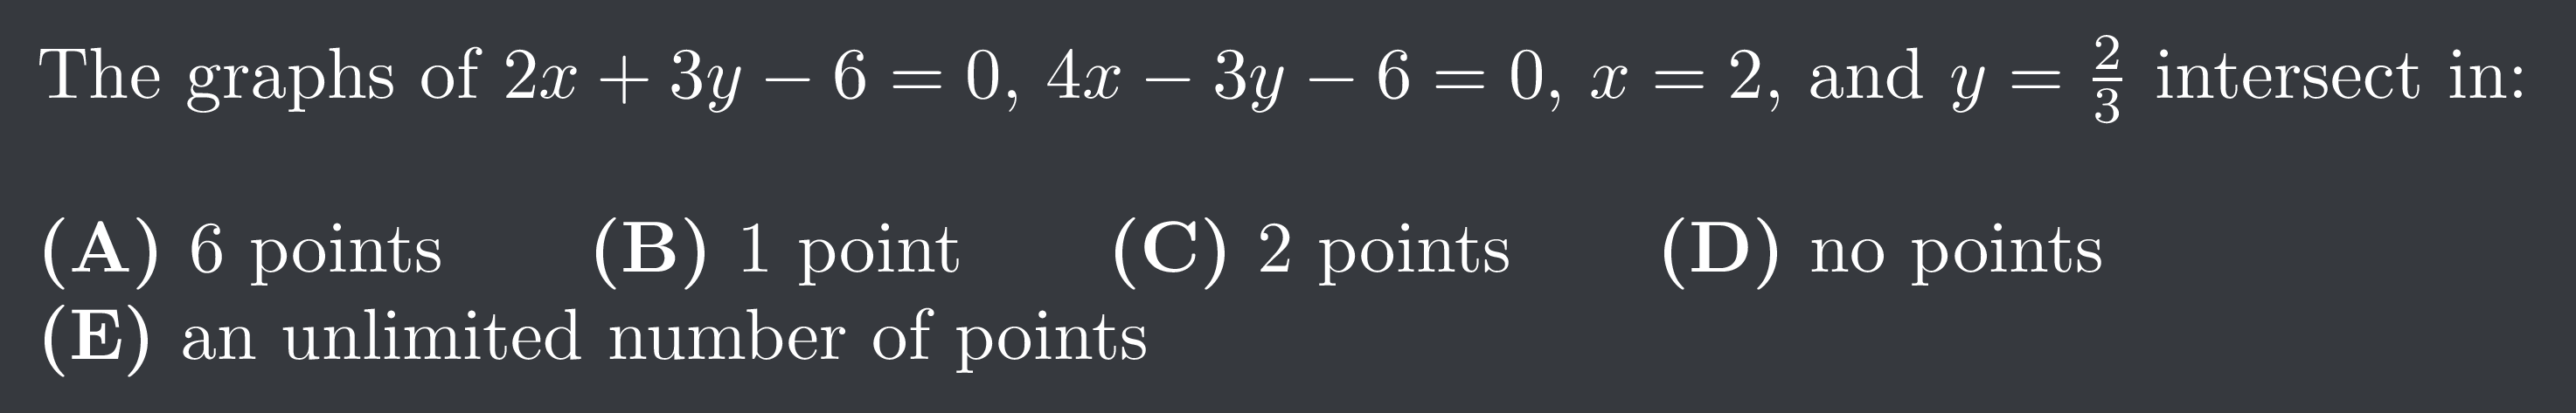 The graphs of 2x + 3y − 6 = 0, 4x − 3y − 6 = 0, x = 2, and y = 2/3 intersect in:
(A) 6 points (B) 1 point (C) 2 points (D) no points
(E) an unlimited number of points